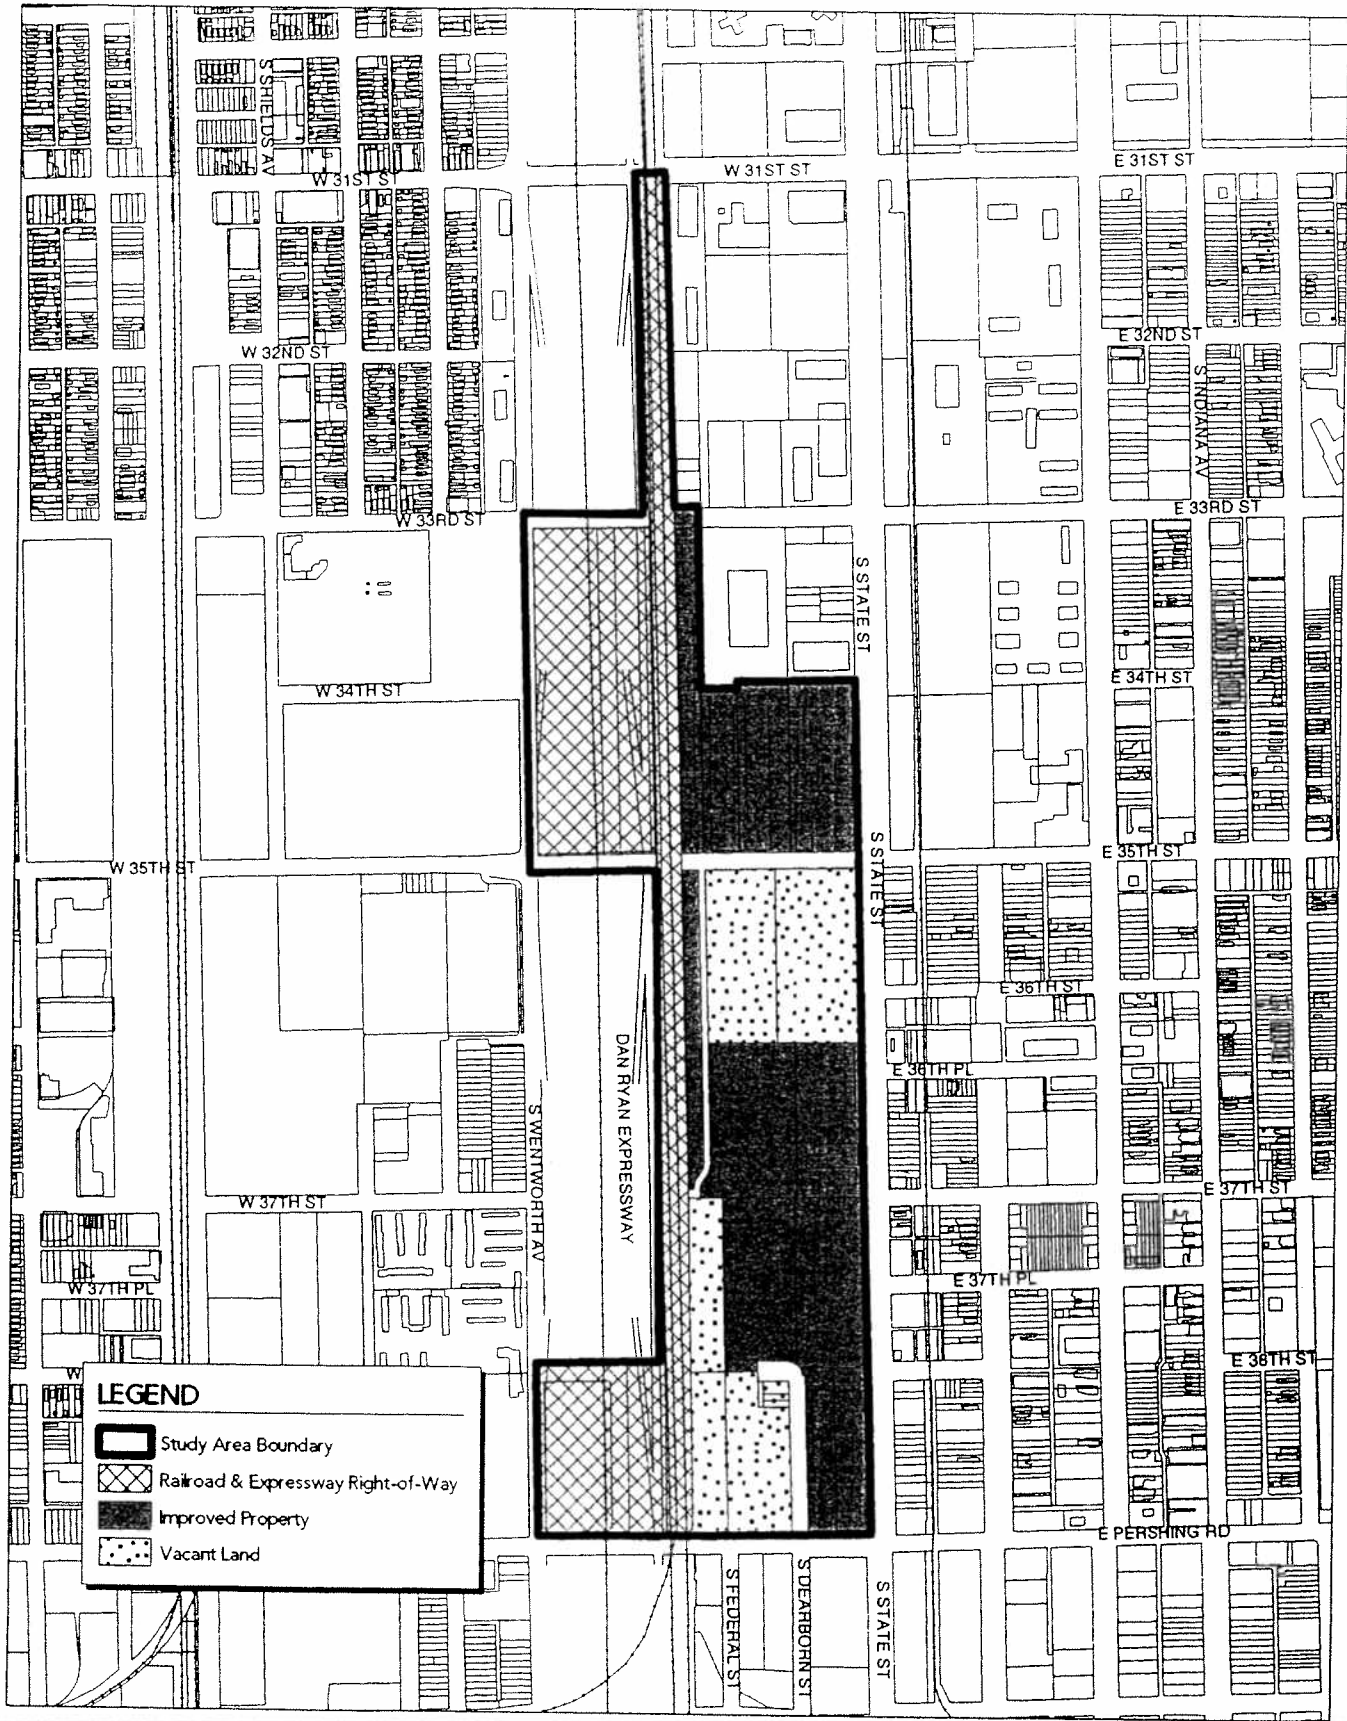 S SHIELDS AV
W 31ST ST
W 31ST ST
E 31ST ST
W 32ND ST
E 32ND ST
S INDIANA AV
W 33RD ST
E 33RD ST
S STATE ST
W 34TH ST
E 34TH ST
W 35TH ST
S STATE ST
E 35TH ST
E 36TH ST
DAN RYAN EXPRESSWAY
E 36TH PL
S WENTWORTH AV
W 37TH ST
E 37TH ST
W 37TH PL
E 37TH PL
E 38TH ST
W
LEGEND
Study Area Boundary
Railroad & Expressway Right-of-Way
Improved Property
Vacant Land
E PERSHING RD
S FEDERAL ST
S DEARBORN ST
S STATE ST